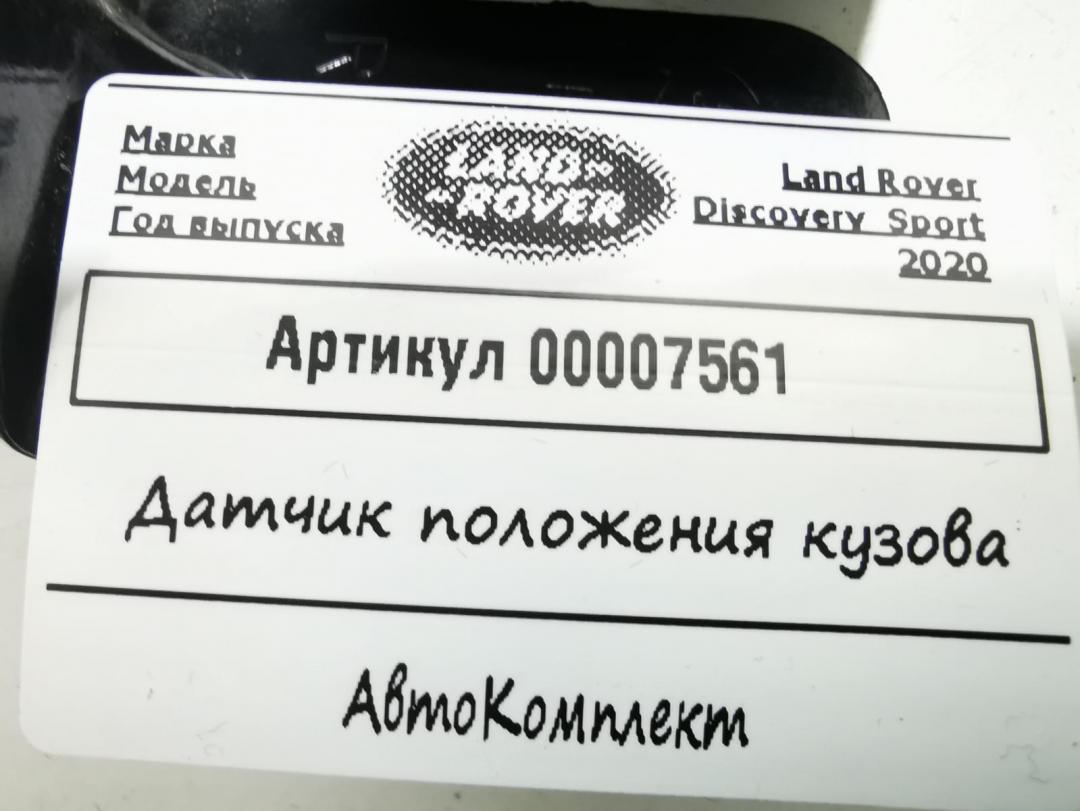 Марка
Модель
Год выпуска
LAND
ROVER
Land Rover
Discovery Sport
2020
Артикул 00007561
Датчик положения кузова
АвтоКомплект